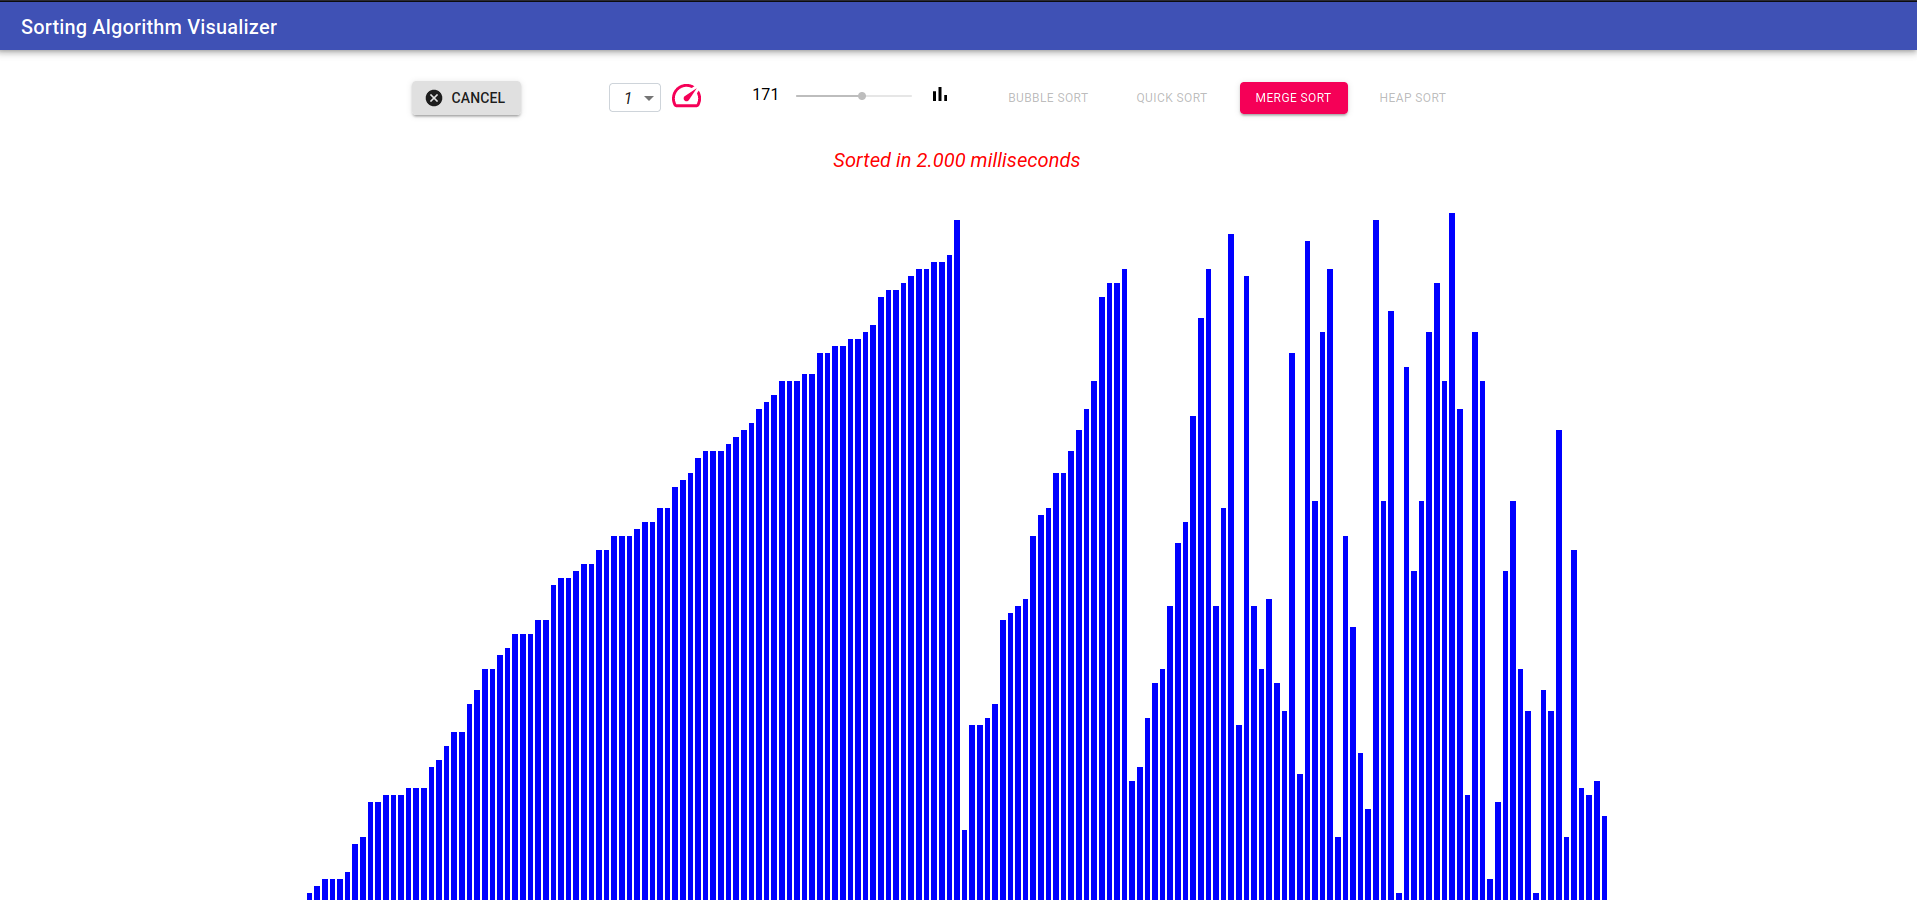 Sorting Algorithm Visualizer
CANCEL 1 171 BUBBLE SORT QUICK SORT MERGE SORT HEAP SORT
Sorted in 2.000 milliseconds